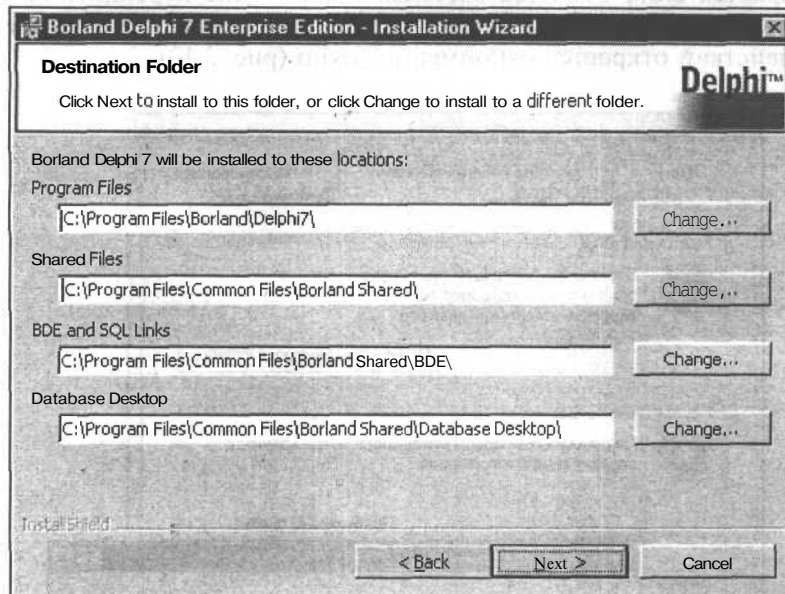 Borland Delphi 7 Enterprise Edition - Installation Wizard
Destination Folder
Click Next to install to this folder, or click Change to install to a different folder.
Delphi™
Borland Delphi 7 will be installed to these locations:
Program Files
C:\Program Files\Borland\Delphi7\
Change...
Shared Files
C:\Program Files\Common Files\Borland Shared\
Change,..
BDE and SQL Links
C:\Program Files\Common Files\Borland Shared\BDE\
Change...
Database Desktop
C:\Program Files\Common Files\Borland Shared\Database Desktop\
Change...
InstallShield
< Back
Next >
Cancel